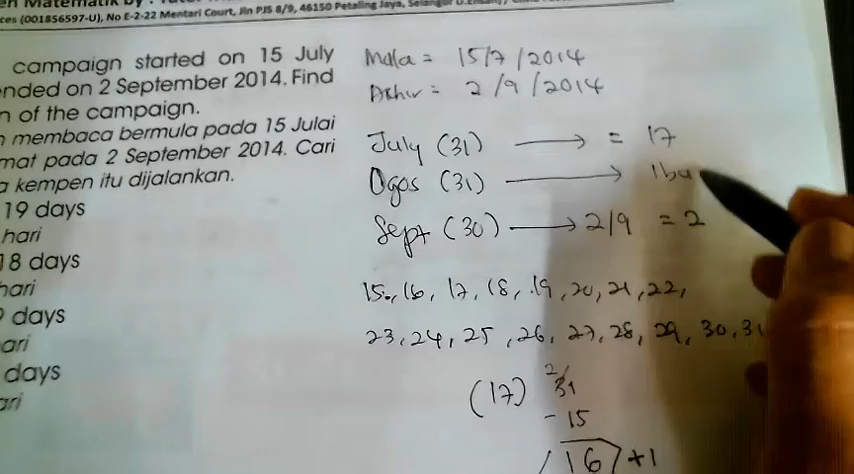 Matematik by :
ces (001856597-U), No E-2-22 Mentari Court, Jln PJS 8/9, 46150 Petaling Jaya, Selangor
campaign started on 15 July
nded on 2 September 2014. Find
n of the campaign.
membaca bermula pada 15 Julai
mat pada 2 September 2014. Cari
a kempen itu dijalankan.
19 days
hari
18 days
hari
days
ari
days
ari
Mula = 15/7/2014
Akhir = 2/9/2014
July (31) → = 17
Ogos (31) → 1bu
Sept (30) → 2/9 = 2
15, 16, 17, 18, 19, 20, 21, 22,
23, 24, 25, 26, 27, 28, 29, 30, 31
(17) 31
- 15
16 +1